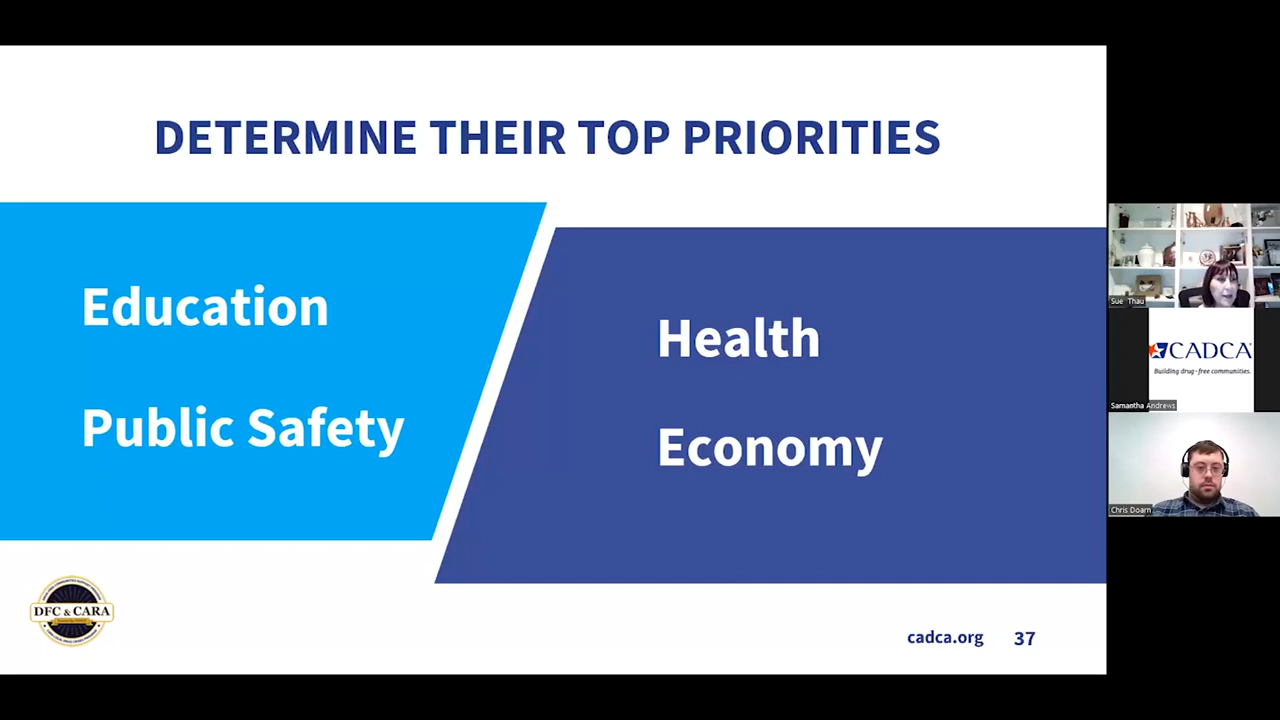 DETERMINE THEIR TOP PRIORITIES
Education
Public Safety
Health
Economy
DFC & CARA
cadca.org 37
Sue Thau
CADCA
Building drug-free communities.
Samantha Andrews
Chris Doarn